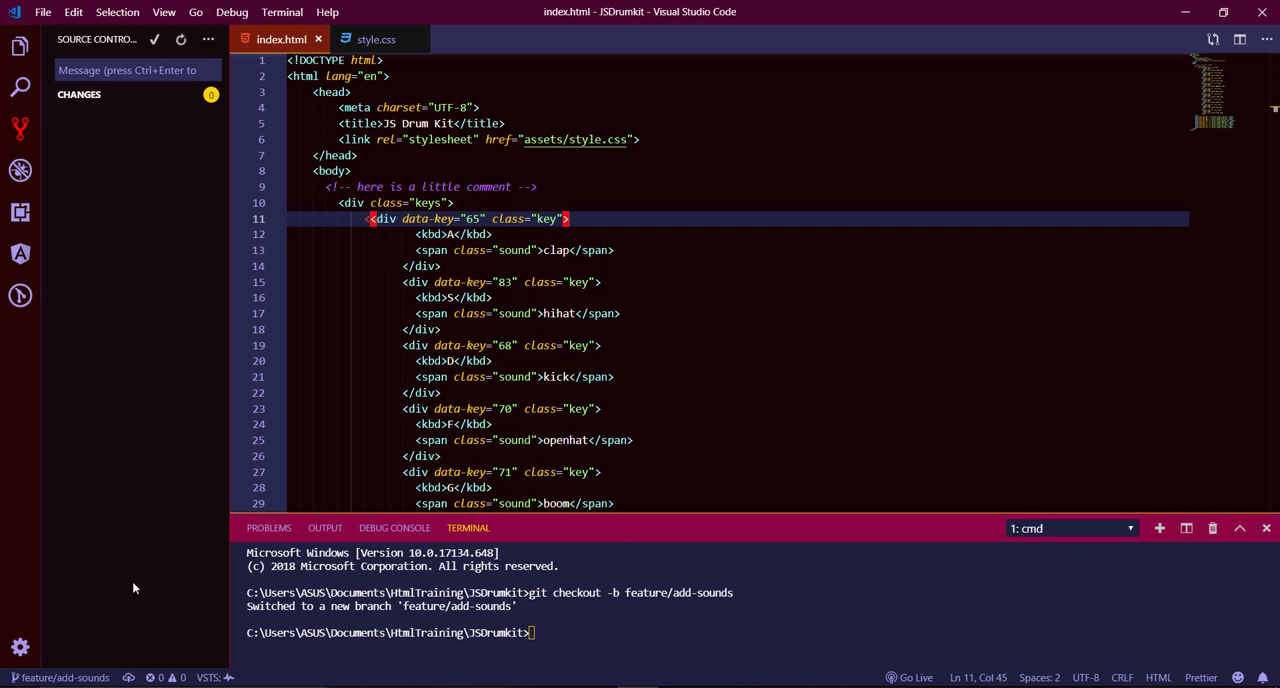 File Edit Selection View Go Debug Terminal Help
index.html - JSDrumkit - Visual Studio Code
SOURCE CONTRO...
Message (press Ctrl+Enter to
CHANGES 0
index.html
style.css
1 <!DOCTYPE html>
2 <html lang="en">
3 <head>
4 <meta charset="UTF-8">
5 <title>JS Drum Kit</title>
6 <link rel="stylesheet" href="assets/style.css">
7 </head>
8 <body>
9 <!-- here is a little comment -->
10 <div class="keys">
11 <<div data-key="65" class="key">
12 <kbd>A</kbd>
13 <span class="sound">clap</span>
14 </div>
15 <div data-key="83" class="key">
16 <kbd>S</kbd>
17 <span class="sound">hihat</span>
18 </div>
19 <div data-key="68" class="key">
20 <kbd>D</kbd>
21 <span class="sound">kick</span>
22 </div>
23 <div data-key="70" class="key">
24 <kbd>F</kbd>
25 <span class="sound">openhat</span>
26 </div>
27 <div data-key="71" class="key">
28 <kbd>G</kbd>
29 <span class="sound">boom</span>
PROBLEMS OUTPUT DEBUG CONSOLE TERMINAL
1: cmd
Microsoft Windows [Version 10.0.17134.648]
(c) 2018 Microsoft Corporation. All rights reserved.
C:\Users\ASUS\Documents\HtmlTraining\JSDrumkit>git checkout -b feature/add-sounds
Switched to a new branch 'feature/add-sounds'
C:\Users\ASUS\Documents\HtmlTraining\JSDrumkit>
feature/add-sounds 0 0 VSTS:
Go Live Ln 11, Col 45 Spaces: 2 UTF-8 CRLF HTML Prettier